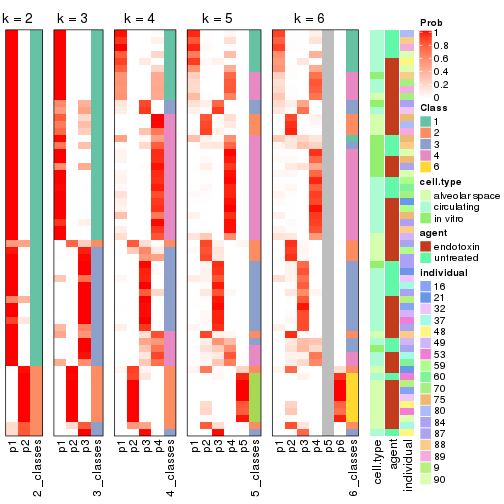 k = 2 k = 3 k = 4 k = 5 k = 6
p1 p2 2_classes p1 p2 p3 3_classes p1 p2 p3 p4 4_classes p1 p2 p3 p4 p5 5_classes p1 p2 p3 p4 p5 p6 6_classes cell.type agent individual
Prob
1
0.8
0.6
0.4
0.2
0
Class
1
2
3
4
6
cell.type
alveolar space
circulating
in vitro
agent
endotoxin
untreated
individual
16
21
32
37
48
49
53
59
60
70
75
80
84
87
88
89
9
90